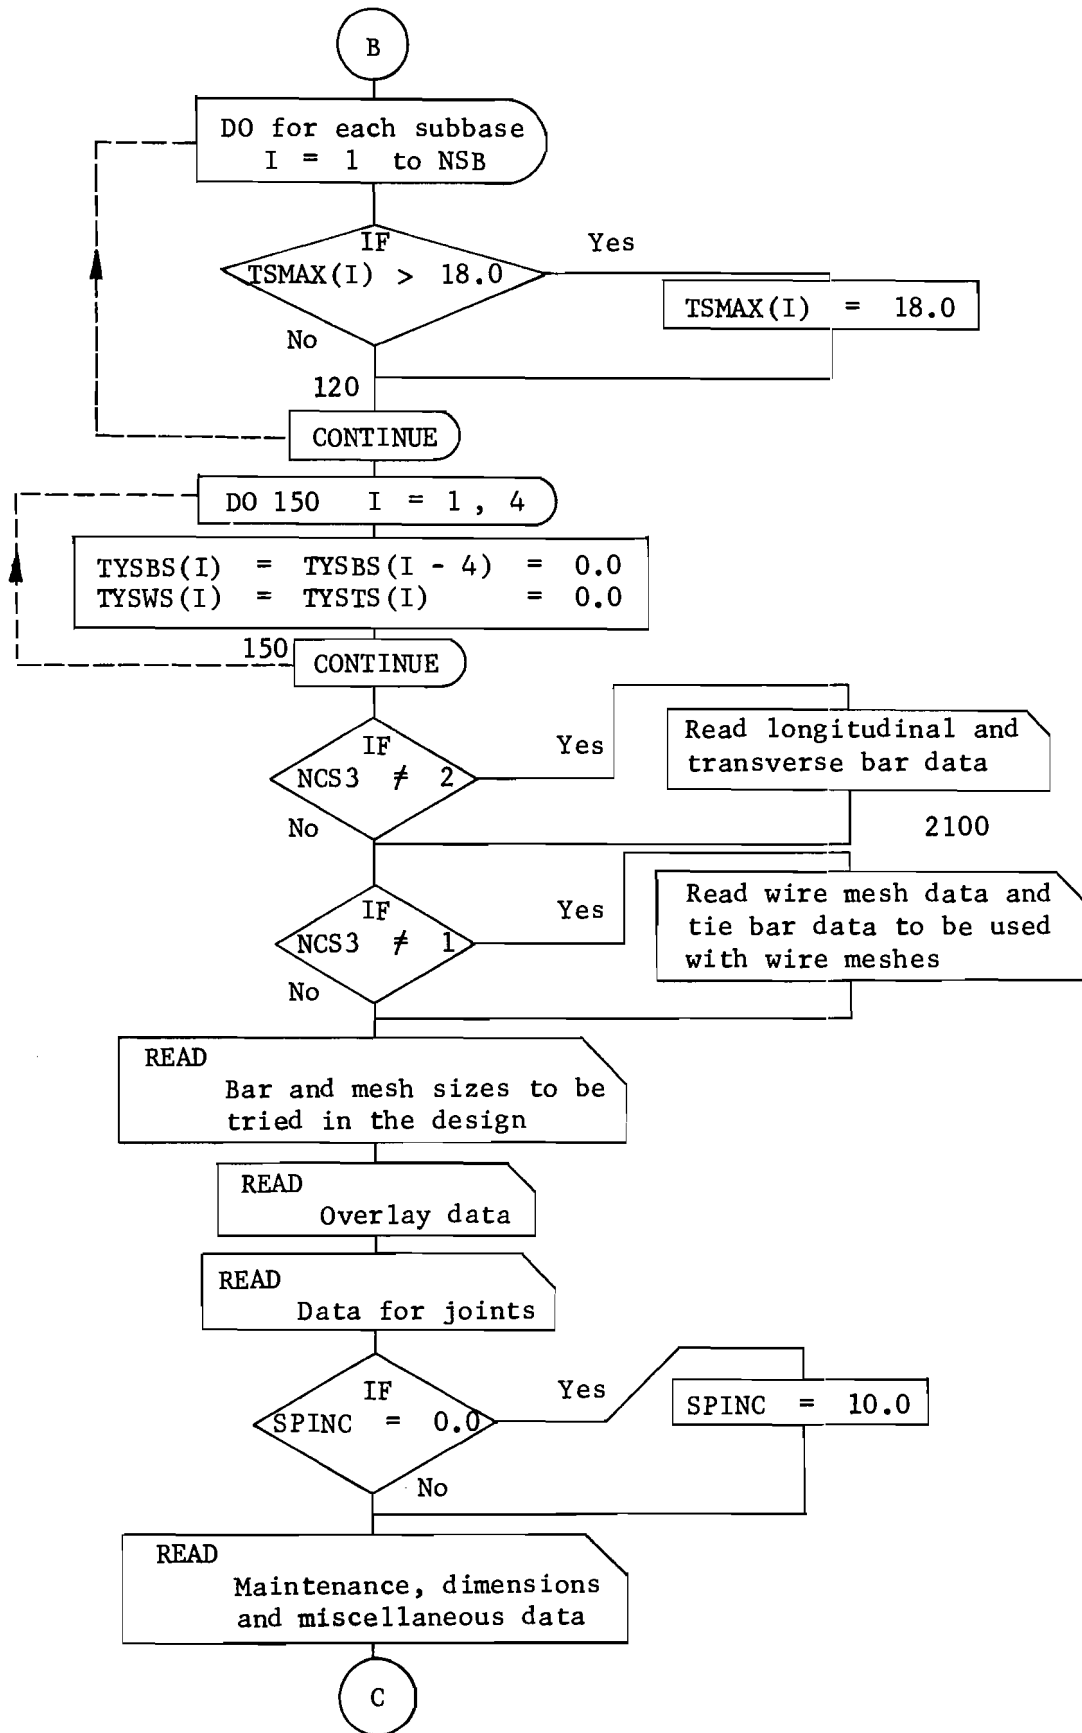 B
DO for each subbase
I = 1 to NSB
IF
TSMAX(I) > 18.0
Yes
TSMAX(I) = 18.0
No
120
CONTINUE
DO 150 I = 1 , 4
TYSBS(I) = TYSBS(I - 4) = 0.0
TYSWS(I) = TYSTS(I) = 0.0
150
CONTINUE
IF
NCS3 ≠ 2
Yes
Read longitudinal and
transverse bar data
No
2100
IF
NCS3 ≠ 1
Yes
Read wire mesh data and
tie bar data to be used
with wire meshes
No
READ
Bar and mesh sizes to be
tried in the design
READ
Overlay data
READ
Data for joints
IF
SPINC = 0.0
Yes
SPINC = 10.0
No
READ
Maintenance, dimensions
and miscellaneous data
C